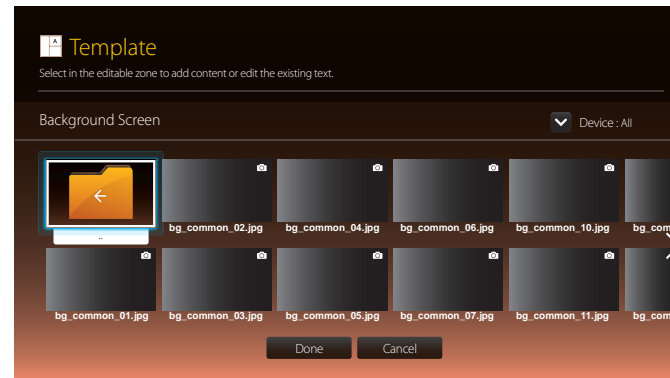 A
Template
Select in the editable zone to add content or edit the existing text.
Background Screen
Device : All
bg_common_02.jpg bg_common_04.jpg bg_common_06.jpg bg_common_10.jpg bg_com
..
bg_common_01.jpg bg_common_03.jpg bg_common_05.jpg bg_common_07.jpg bg_common_11.jpg bg_com
Done Cancel